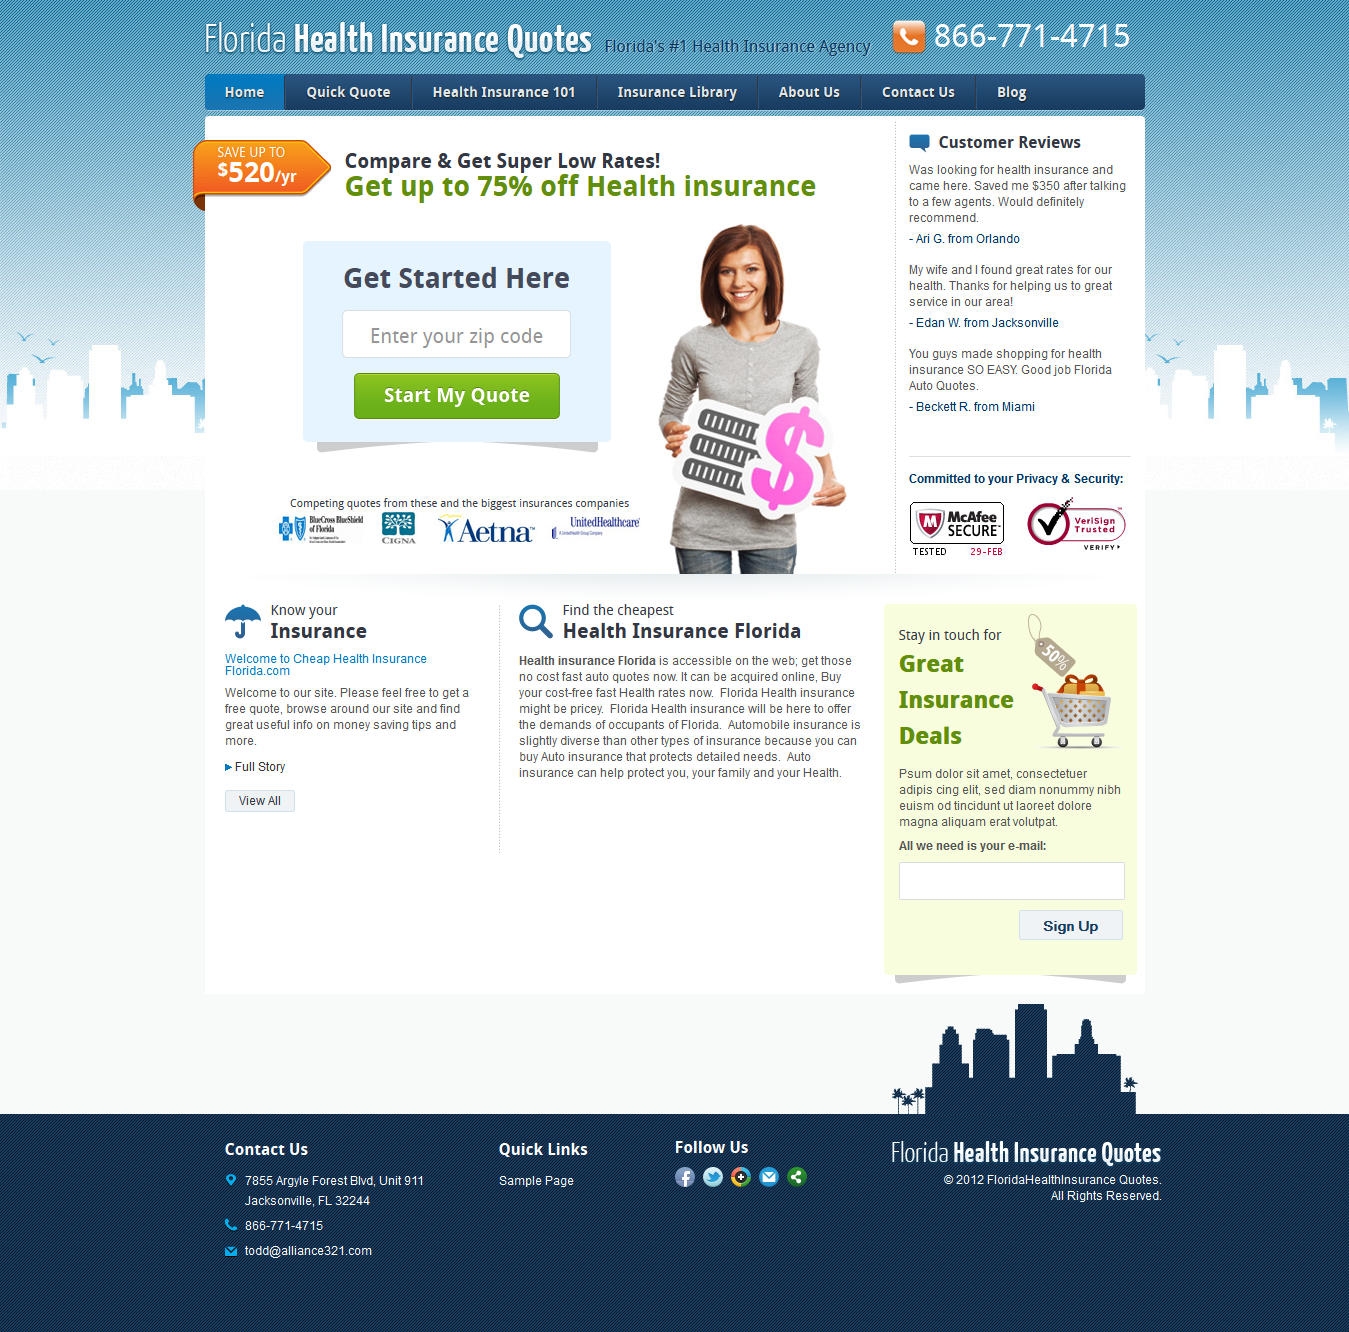 Florida Health Insurance Quotes Florida's #1 Health Insurance Agency 866-771-4715
Home Quick Quote Health Insurance 101 Insurance Library About Us Contact Us Blog
SAVE UP TO
$520/yr
Compare & Get Super Low Rates!
Get up to 75% off Health insurance
Get Started Here
Enter your zip code
Start My Quote
Competing quotes from these and the biggest insurances companies
BlueCross BlueShield
of Florida
CIGNA
Aetna™
UnitedHealthcare
A UnitedHealth Group Company
$
Customer Reviews
Was looking for health insurance and
came here. Saved me $350 after talking
to a few agents. Would definitely
recommend.
- Ari G. from Orlando
My wife and I found great rates for our
health. Thanks for helping us to great
service in our area!
- Edan W. from Jacksonville
You guys made shopping for health
insurance SO EASY. Good job Florida
Auto Quotes.
- Beckett R. from Miami
Committed to your Privacy & Security:
McAfee
SECURE™
TESTED 29-FEB
VeriSign
Trusted
VERIFY
Know your
Insurance
Welcome to Cheap Health Insurance
Florida.com
Welcome to our site. Please feel free to get a
free quote, browse around our site and find
great useful info on money saving tips and
more.
Full Story
View All
Find the cheapest
Health Insurance Florida
Health insurance Florida is accessible on the web; get those
no cost fast auto quotes now. It can be acquired online, Buy
your cost-free fast Health rates now. Florida Health insurance
might be pricey. Florida Health insurance will be here to offer
the demands of occupants of Florida. Automobile insurance is
slightly diverse than other types of insurance because you can
buy Auto insurance that protects detailed needs. Auto
insurance can help protect you, your family and your Health.
Stay in touch for
Great
Insurance
Deals
50%
Psum dolor sit amet, consectetuer
adipis cing elit, sed diam nonummy nibh
euism od tincidunt ut laoreet dolore
magna aliquam erat volutpat.
All we need is your e-mail:
Sign Up
Contact Us
7855 Argyle Forest Blvd, Unit 911
Jacksonville, FL 32244
866-771-4715
todd@alliance321.com
Quick Links
Sample Page
Follow Us
Florida Health Insurance Quotes
© 2012 FloridaHealthInsurance Quotes.
All Rights Reserved.